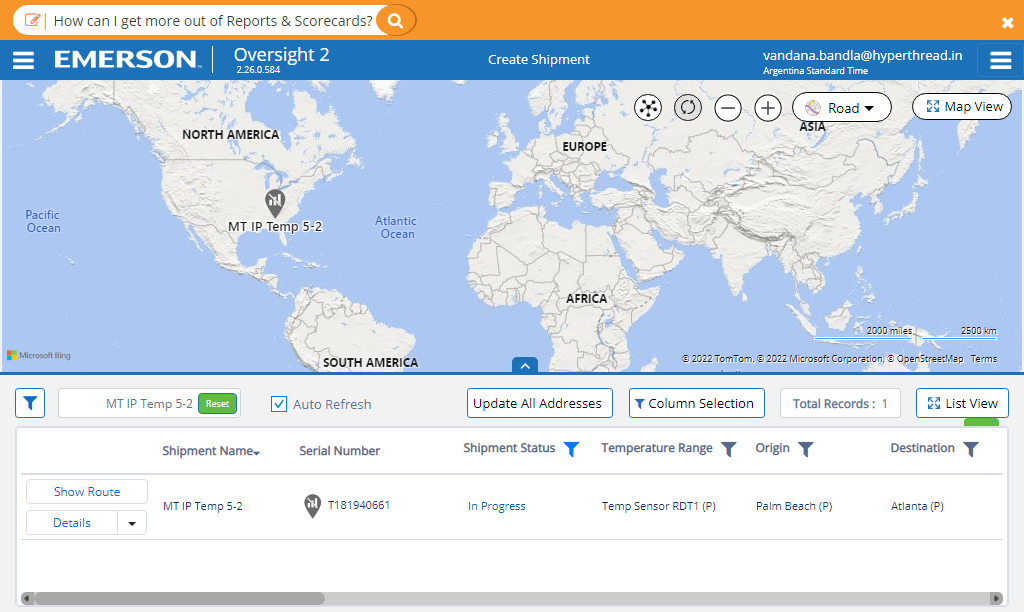 How can I get more out of Reports & Scorecards?
EMERSON
Oversight 2
2.26.0.584
Create Shipment
vandana.bandla@hyperthread.in
Argentina Standard Time
Road
Map View
NORTH AMERICA
EUROPE
ASIA
Pacific
Ocean
MT IP Temp 5-2
Atlantic
Ocean
AFRICA
SOUTH AMERICA
2000 miles
2500 km
Microsoft Bing
© 2022 TomTom, © 2022 Microsoft Corporation, © OpenStreetMap Terms
MT IP Temp 5-2
Reset
Auto Refresh
Update All Addresses
Column Selection
Total Records : 1
List View
Shipment Name
Serial Number
Shipment Status
Temperature Range
Origin
Destination
Show Route
Details
MT IP Temp 5-2
T181940661
In Progress
Temp Sensor RDT1 (P)
Palm Beach (P)
Atlanta (P)